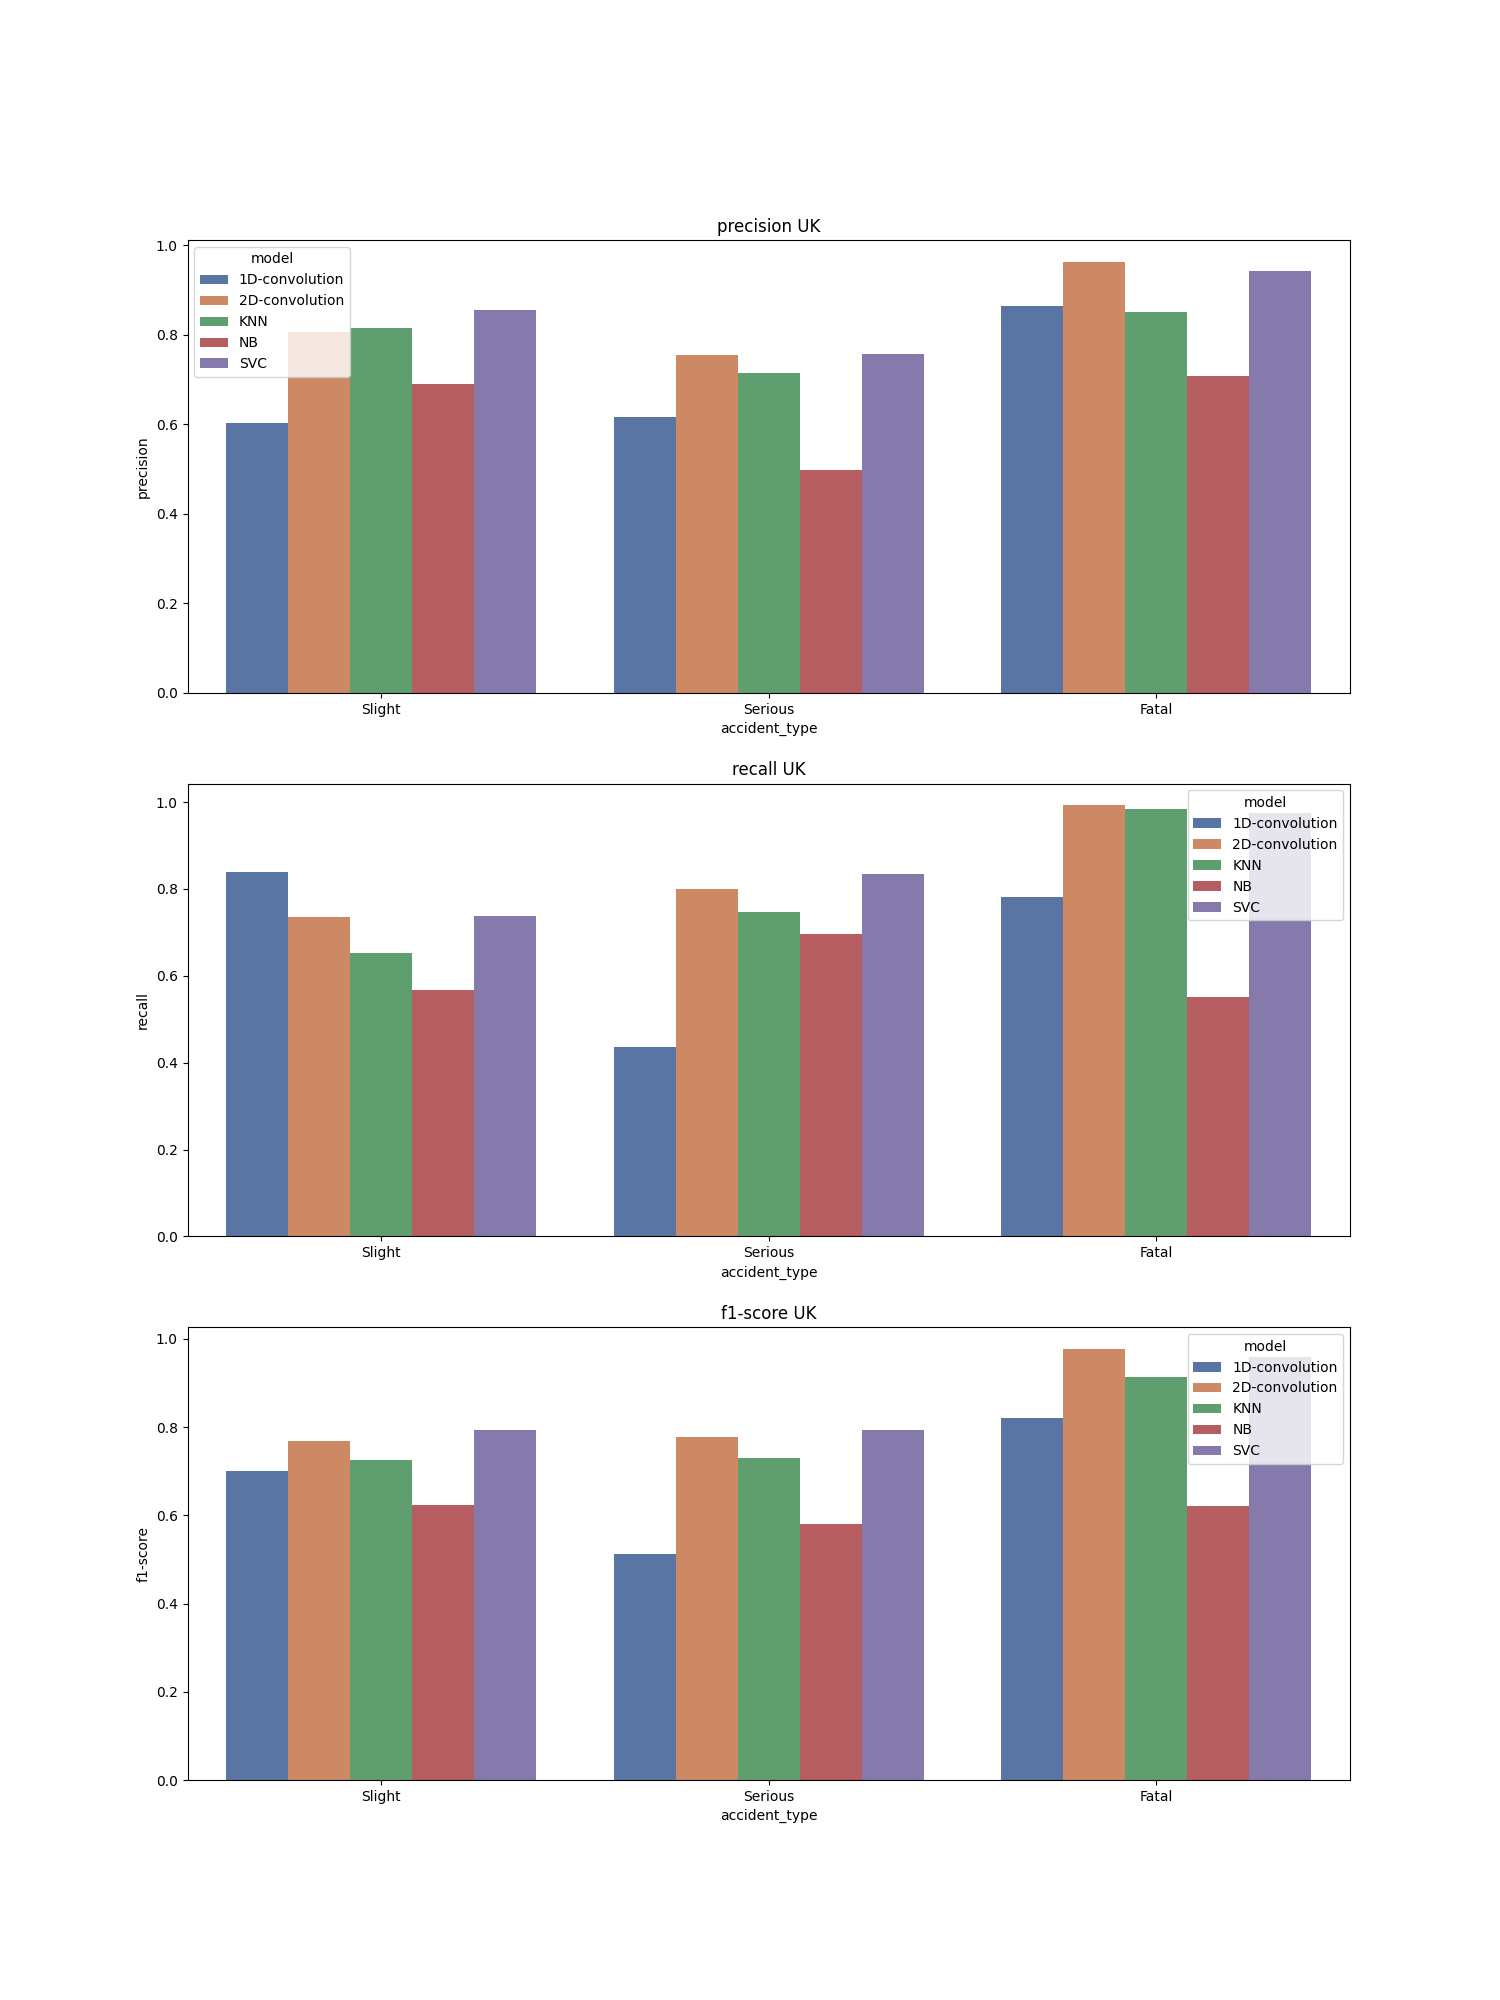 precision UK
1.0
0.8
0.6
0.4
0.2
0.0
precision
model
1D-convolution
2D-convolution
KNN
NB
SVC
Slight Serious Fatal
accident_type
recall UK
1.0
0.8
0.6
0.4
0.2
0.0
recall
model
1D-convolution
2D-convolution
KNN
NB
SVC
Slight Serious Fatal
accident_type
f1-score UK
1.0
0.8
0.6
0.4
0.2
0.0
f1-score
model
1D-convolution
2D-convolution
KNN
NB
SVC
Slight Serious Fatal
accident_type